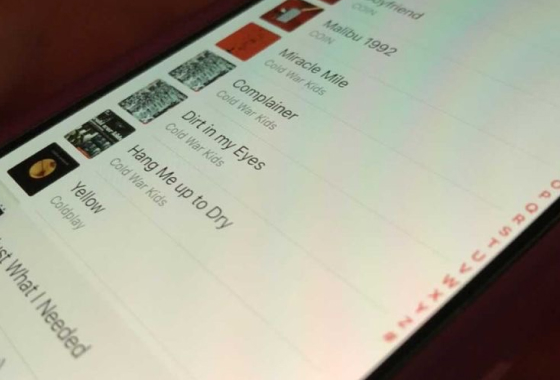 COIN
Malibu 1992
COIN
Miracle Mile
Cold War Kids
Complainer
Cold War Kids
Dirt in my Eyes
Cold War Kids
Hang Me up to Dry
Cold War Kids
Yellow
Coldplay
What I Needed
O
P
Q
R
S
T
U
V
W
X
Y
Z
#